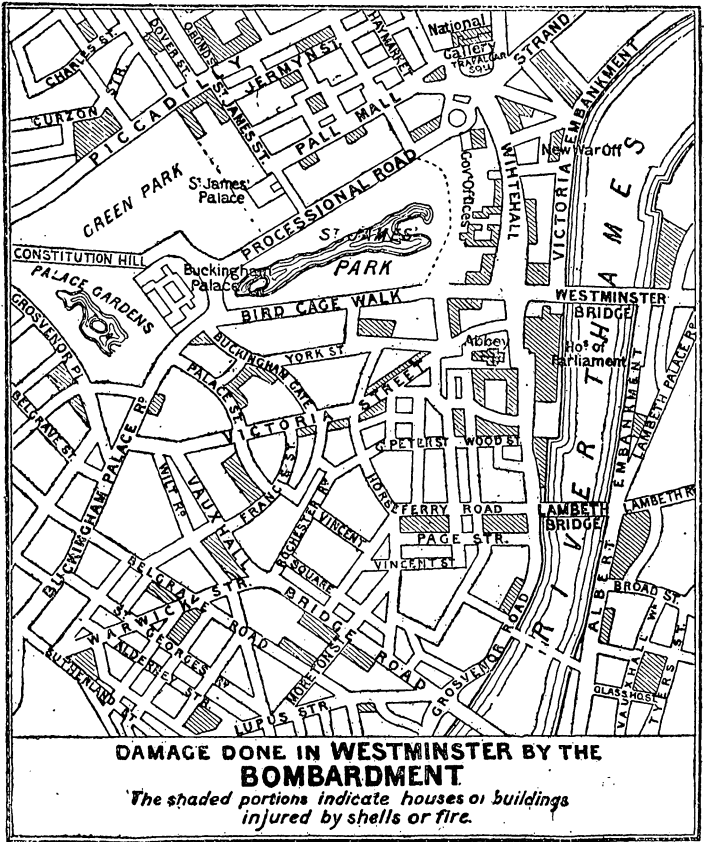 National
Gallery
TRAFALGAR
SQU
STRAND
HAYMARKET
DOVER ST.
CHARLES ST.
CURZON STR
PICCADILLY
JERMYN ST.
ST JAMES ST.
PALL MALL
VICTORIA EMBANKMENT
New War Off
WIHTEHALL
Gov Offices
GREEN PARK
St James'
Palace
PROCESSIONAL ROAD
ST JAMES'
PARK
RIVER THAMES
CONSTITUTION HILL
Buckingham
Palace
PALACE GARDENS
BIRD CAGE WALK
WESTMINSTER
BRIDGE
GROSVENOR Pl
BUCKINGHAM GATE
YORK ST.
Abbey
Hos of
Parliament
PALACE ST.
VICTORIA STREET
BELGRAVE ST.
BUCKINGHAM PALACE RD
ALBERT EMBANKMENT
LAMBETH PALACE RD
G PETER ST WOOD ST
FRANCIS ST
WILT RD
VAUXHALL BRIDGE ROAD
ROCHESTER RW
VINCENT
SQUARE
HORSEFERRY ROAD
LAMBETH
BRIDGE
LAMBETH R
PAGE STR.
VINCENT ST
BELGRAVE ROAD
WARWICK STR.
ST GEORGES RD
ALDERNEY STR.
SUTHERLAND ST
LUPUS STR.
MORETON ST
GROSVENOR ROAD
BROAD ST.
VAUXHALL WK
GLASSHO ST
TYERS ST.
DAMAGE DONE IN WESTMINSTER BY THE
BOMBARDMENT
The shaded portions indicate houses or buildings
injured by shells or fire.